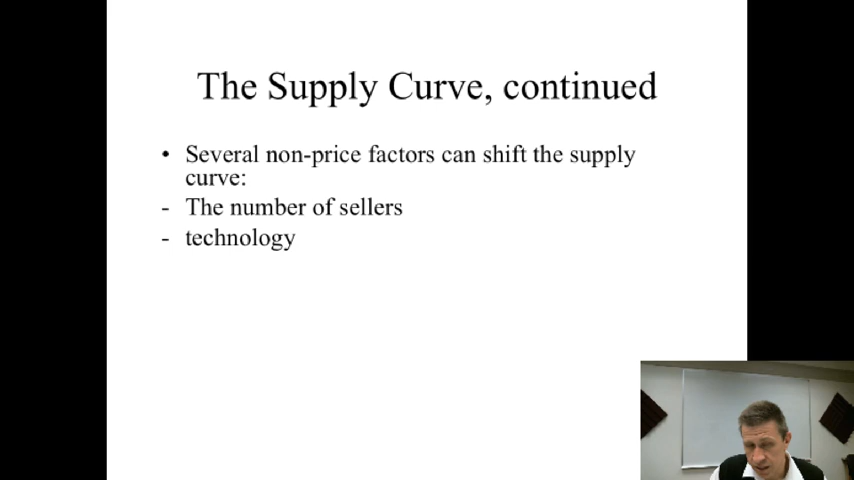 The Supply Curve, continued
• Several non-price factors can shift the supply
curve:
- The number of sellers
- technology